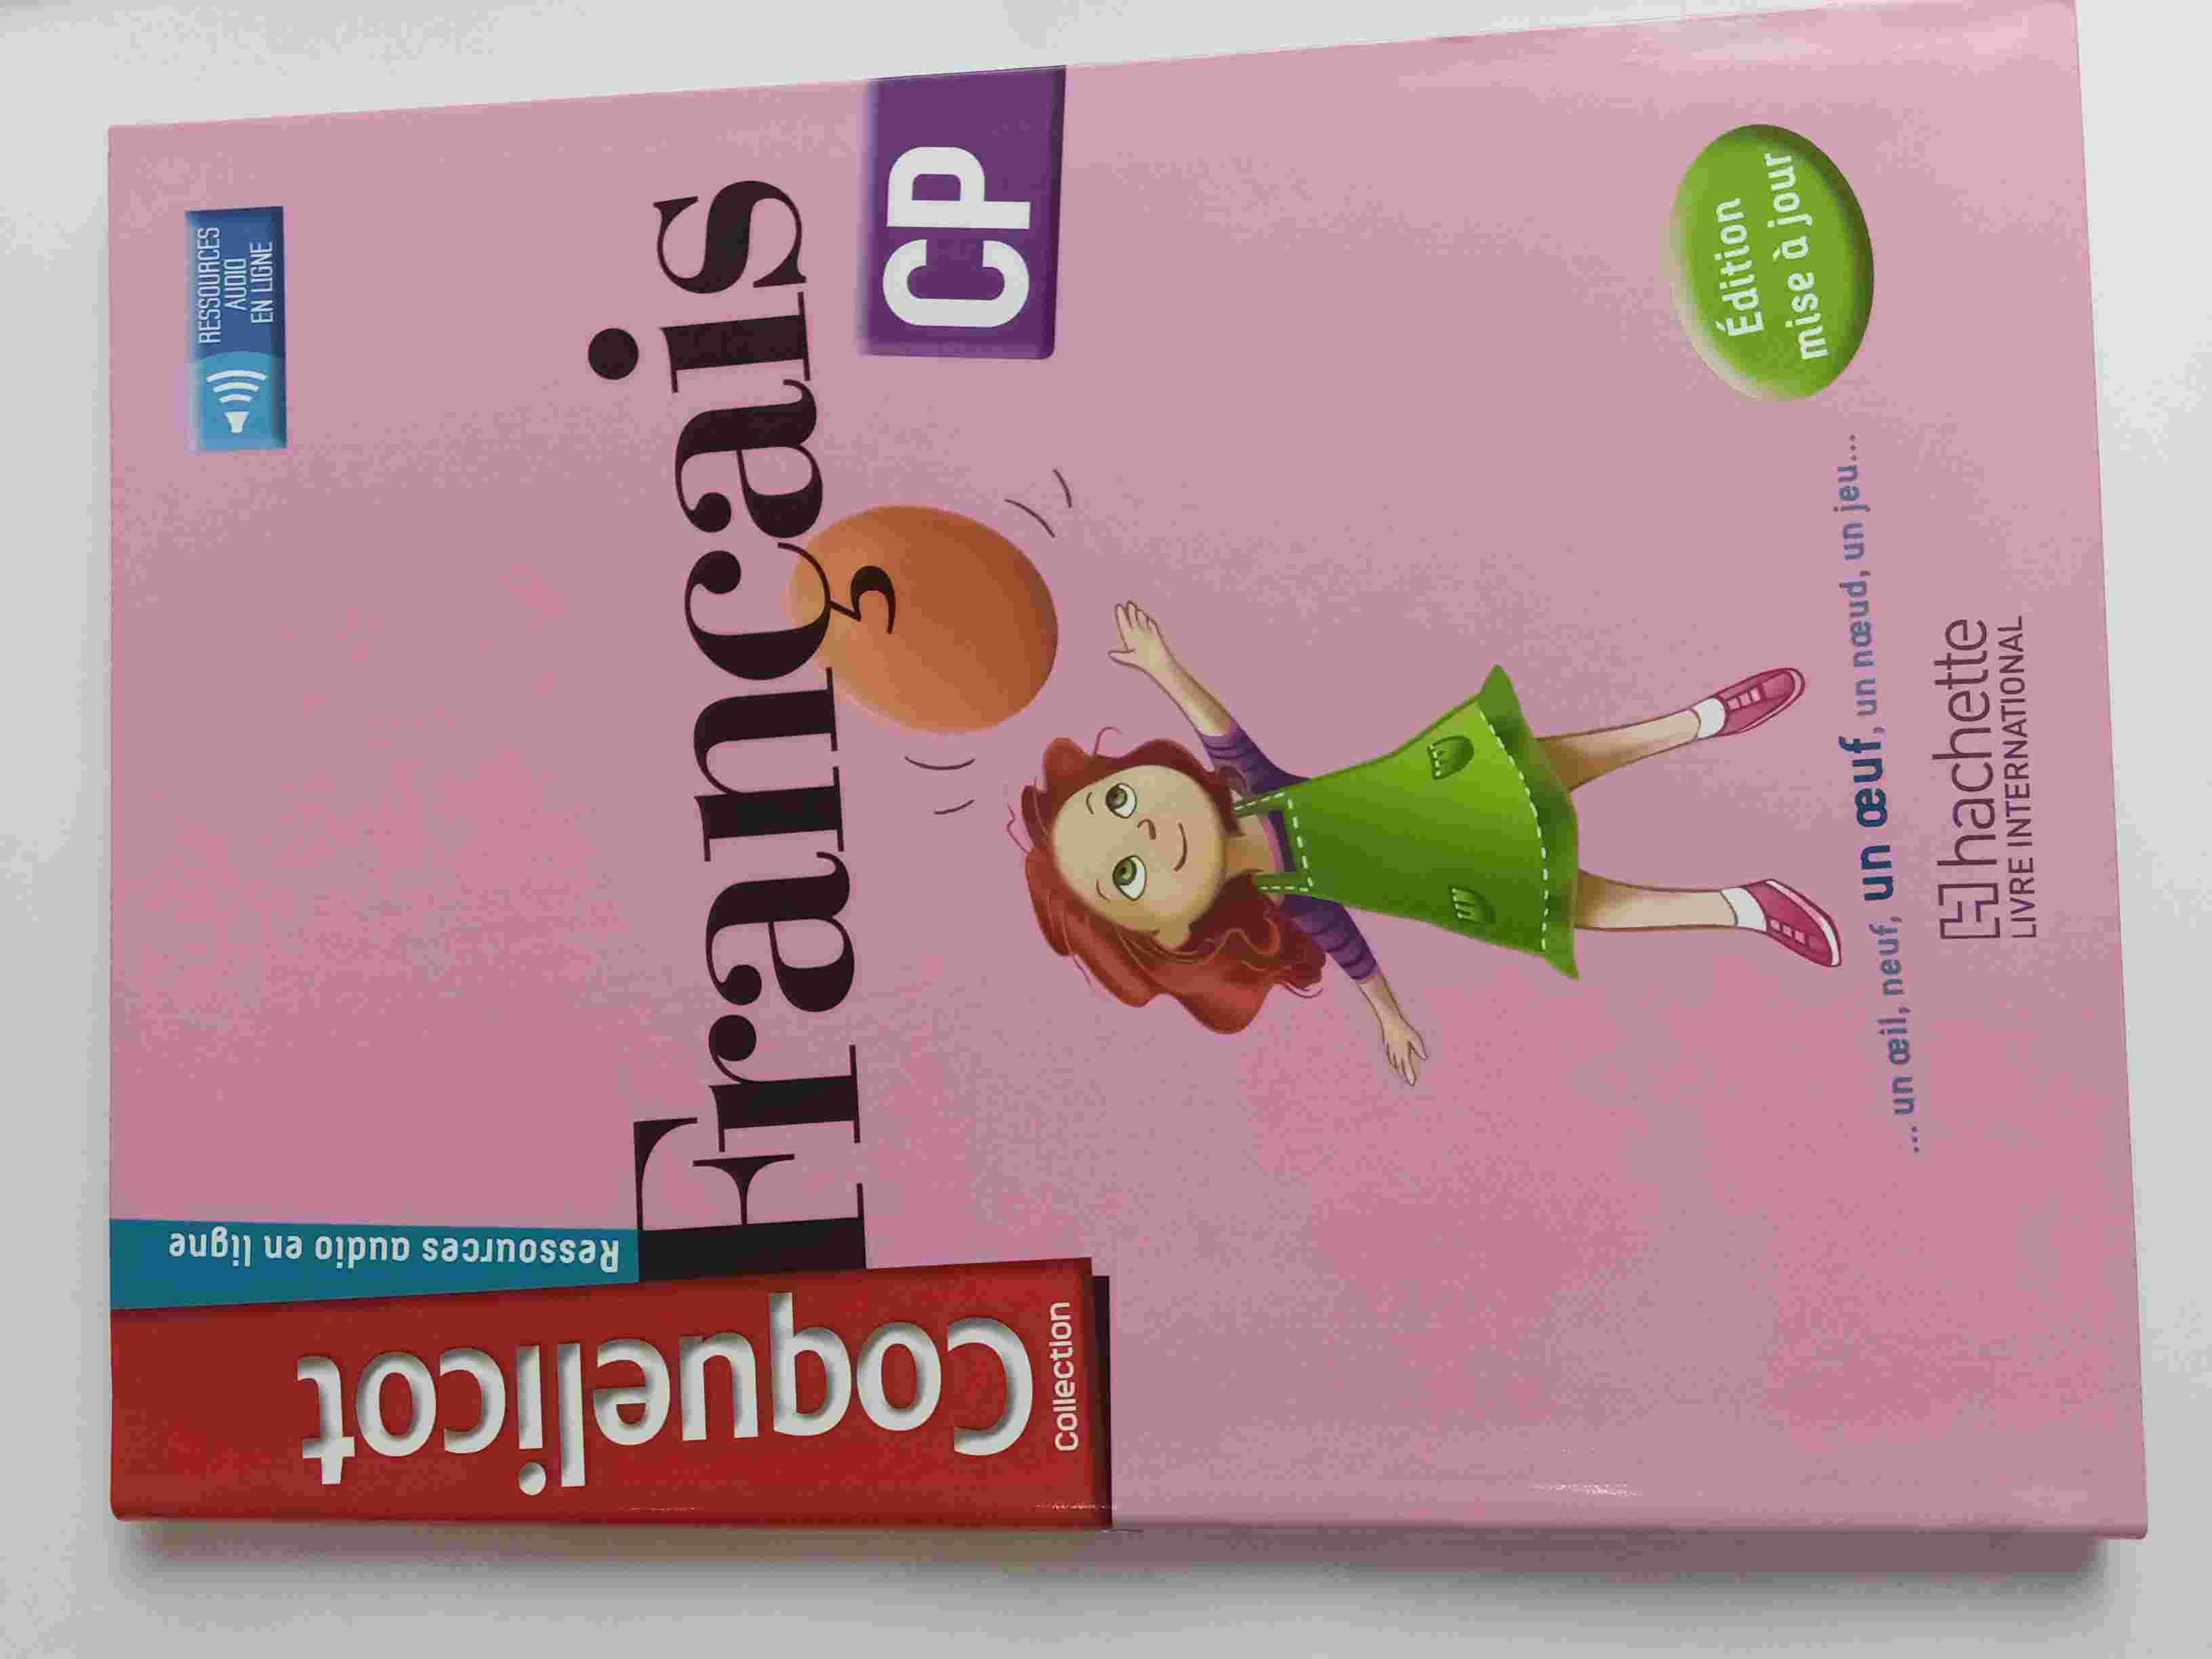 RESSOURCES
AUDIO
EN LIGNE
Ressources audio en ligne
Collection
Coquelicot
Français
CP
Édition
mise à jour
... un œil, neuf, un œuf, un nœud, un jeu...
hachette
LIVRE INTERNATIONAL